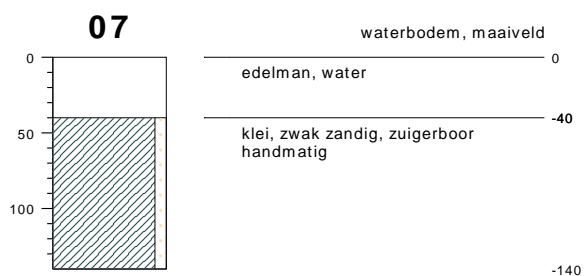 07
waterbodem, maaiveld
0
0
edelman, water
-40
50
klei, zwak zandig, zuigerboor
handmatig
100
-140